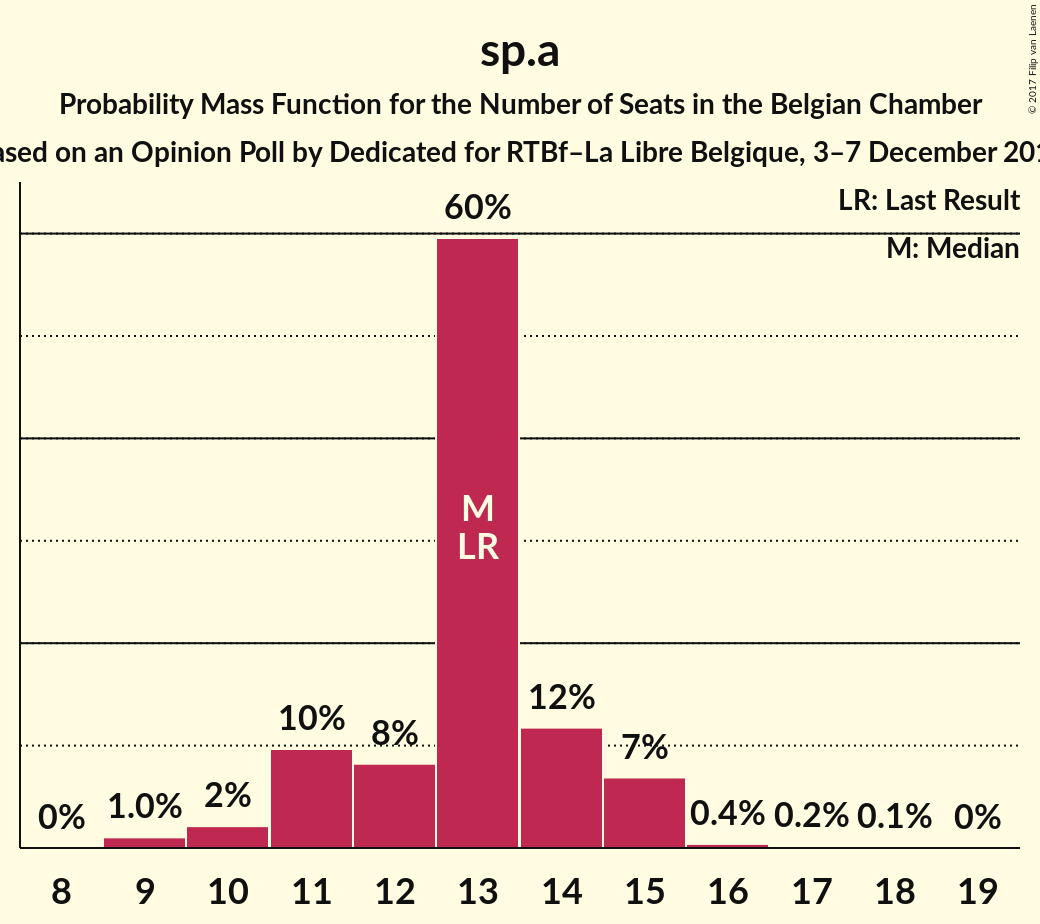 sp.a
Probability Mass Function for the Number of Seats in the Belgian Chamber
on an Opinion Poll by Dedicated for RTBf–La Libre Belgique, 3–7 December
© 2017 Filip van Laenen
LR: Last Result
M: Median
60%
M
LR
12%
10%
8%
7%
2%
1.0%
0%
0.4%
0.2%
0.1%
0%
8 9 10 11 12 13 14 15 16 17 18 19